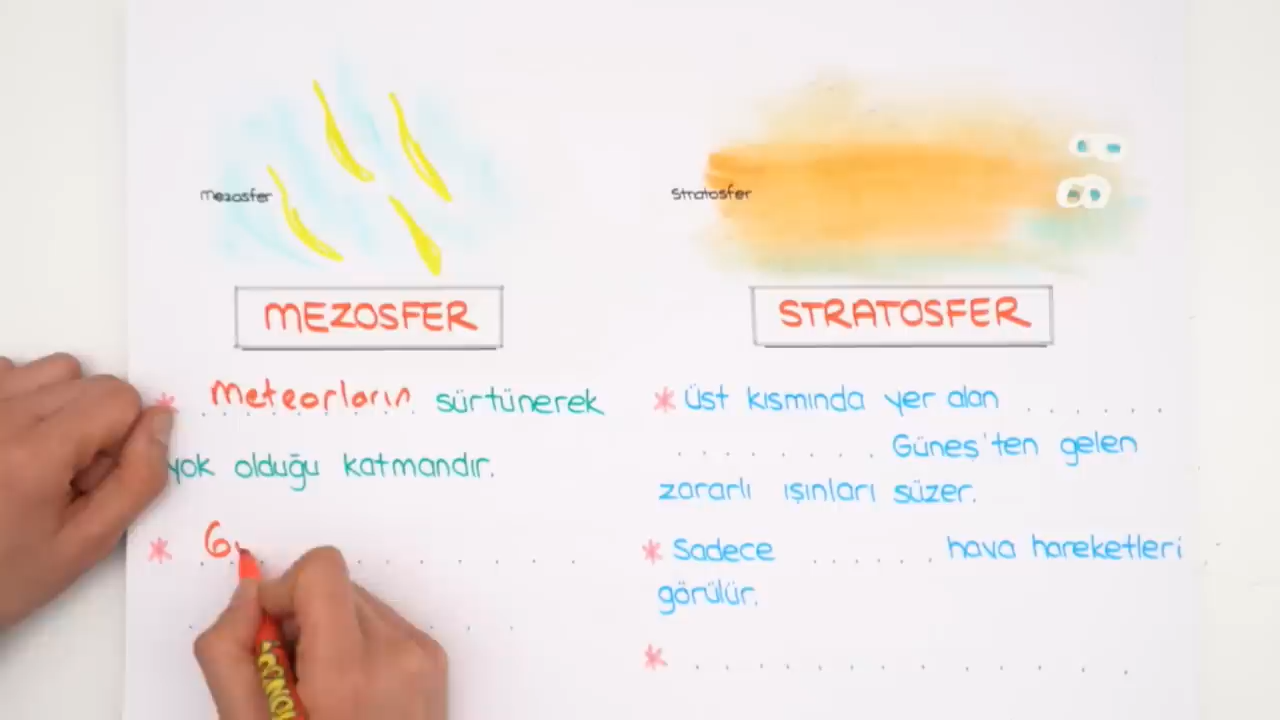 mezosfer
Stratosfer
MEZOSFER
STRATOSFER
* Meteorların sürtünerek
yok olduğu katmandır.
*
* Üst kısmında yer alan . . . . .
. . . . . . . . . Güneş'ten gelen
zararlı ışınları süzer.
* Sadece . . . . . . hava hareketleri
görülür.
* . . . . . . . . . . . . . .